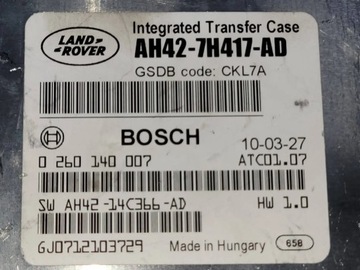 LAND ROVER
Integrated Transfer Case
AH42-7H417-AD
GSDB code: CKL7A
BOSCH
10-03-27
0 260 140 007
ATC01.07
SW AH42-14C366-AD
HW 1.0
GJ0712103729
Made in Hungary
658